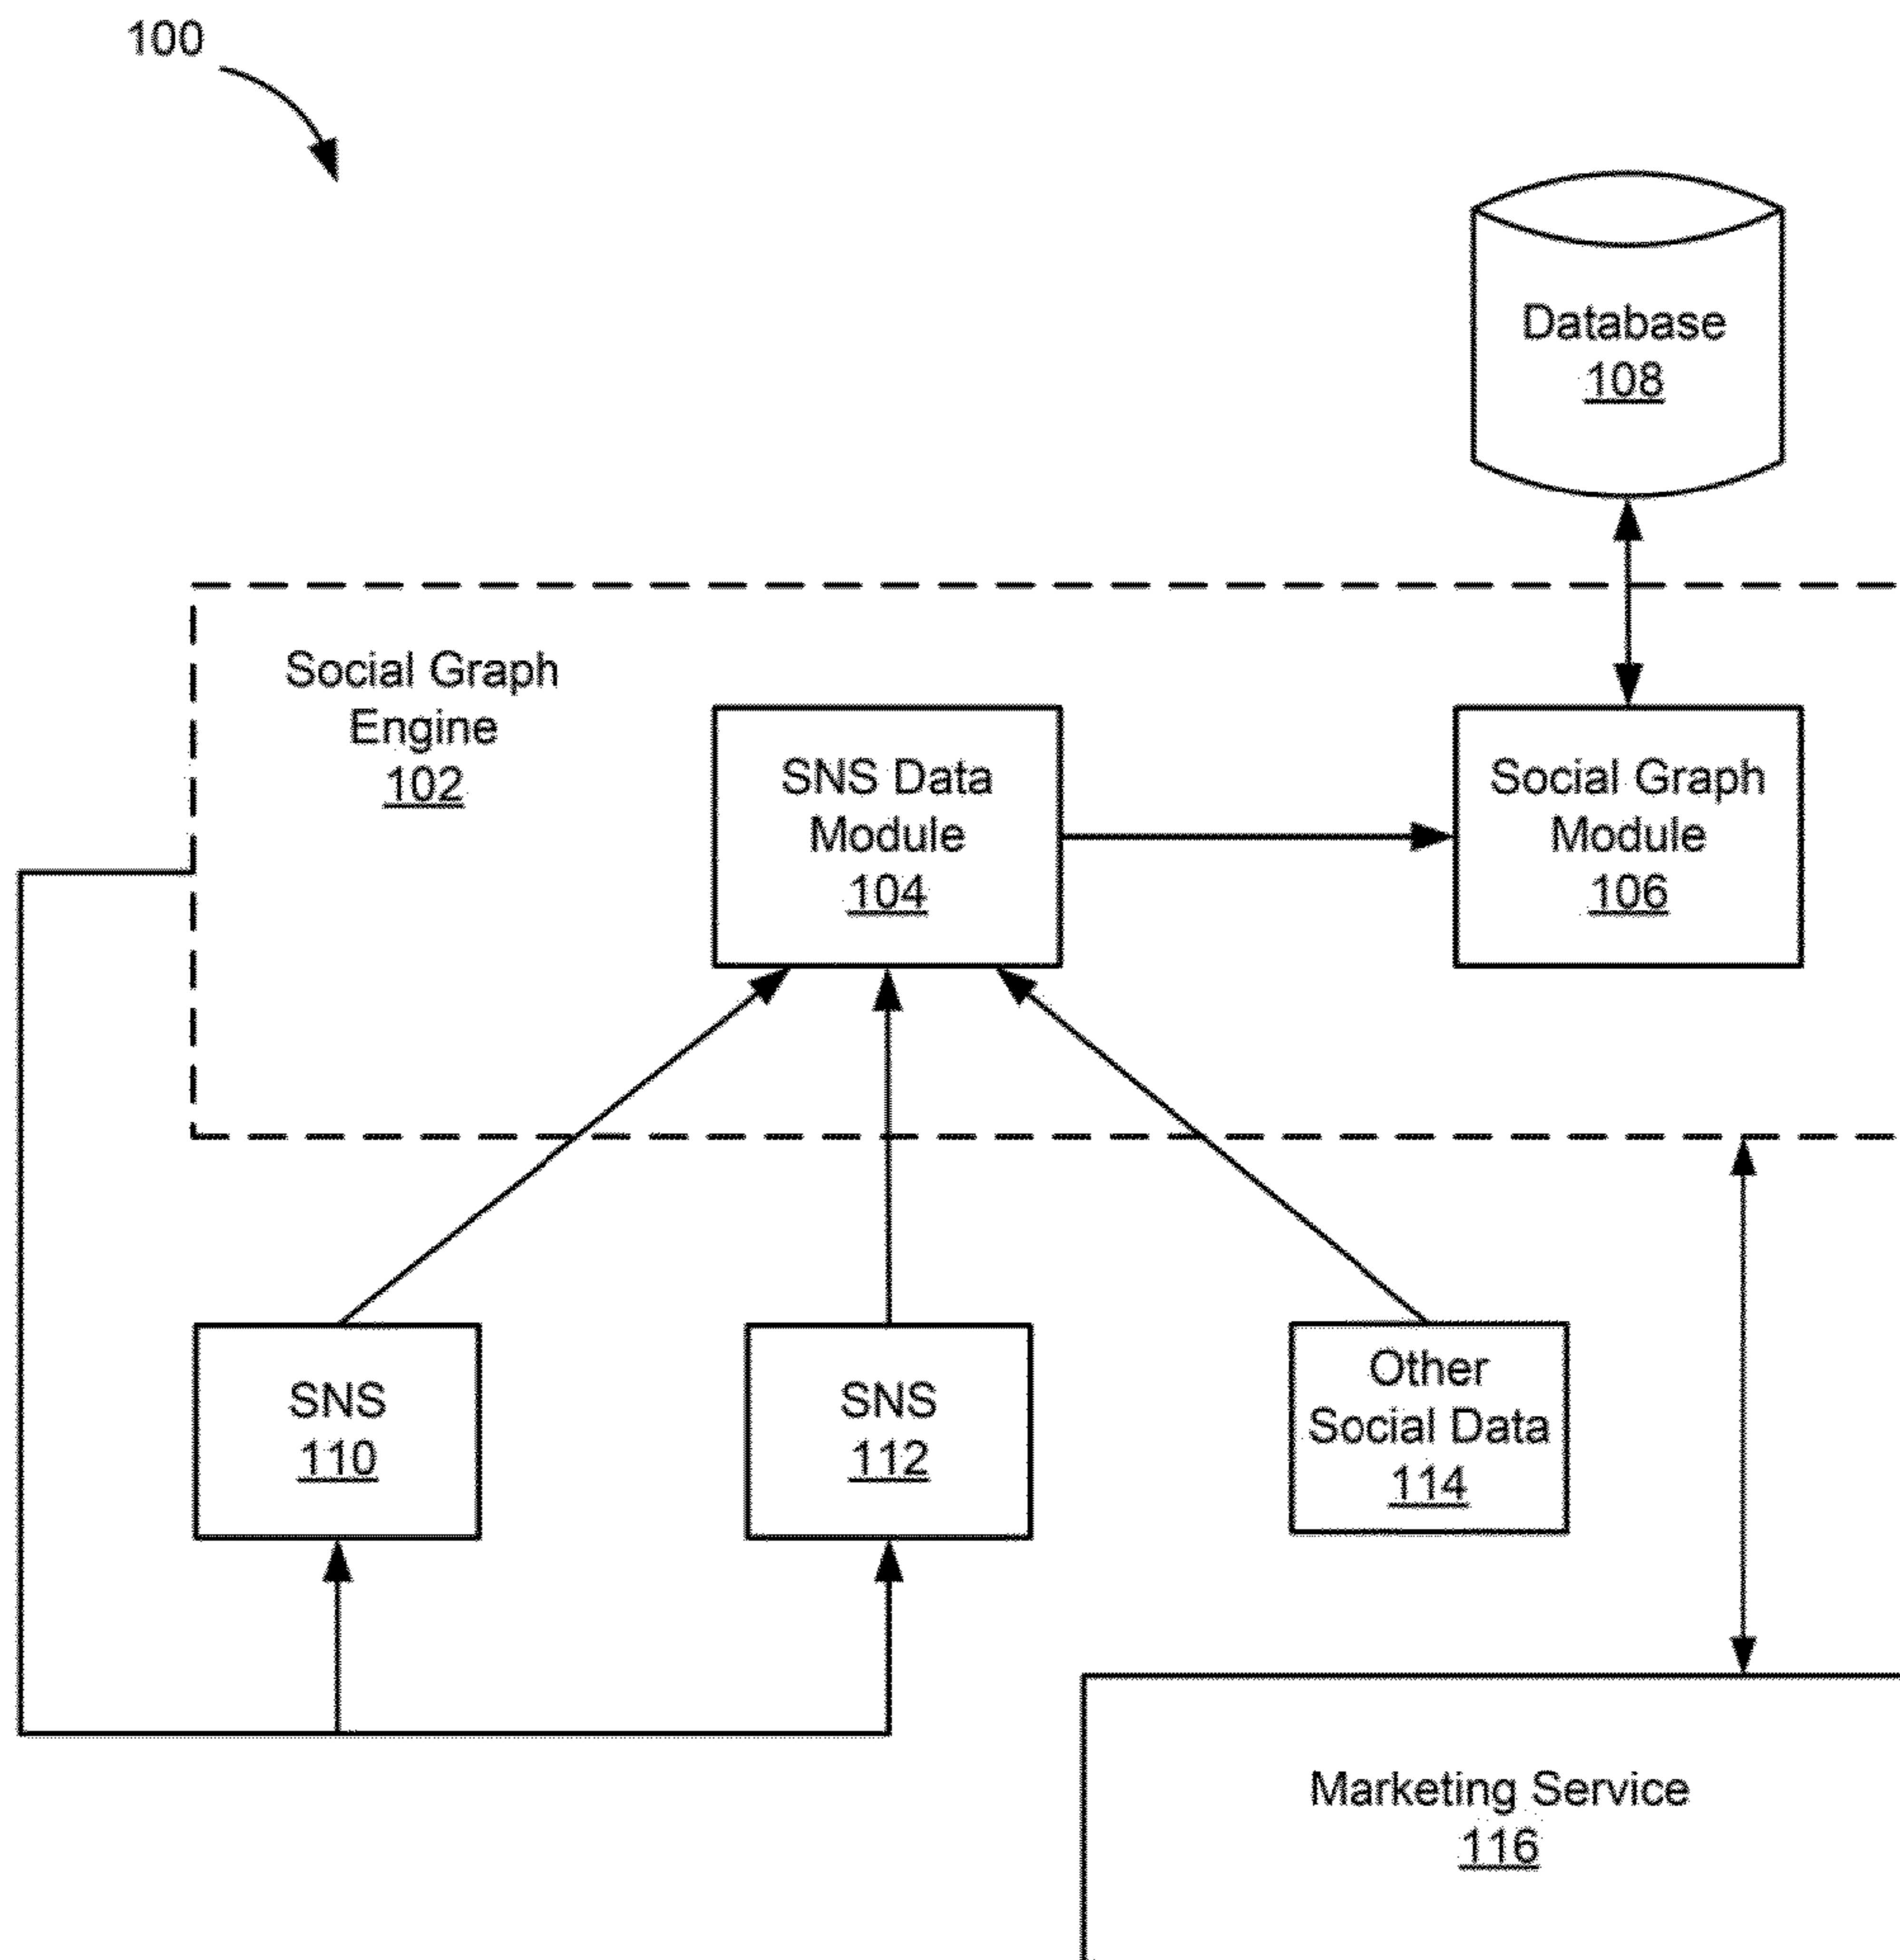 100
Database
108
Social Graph
Engine
102
SNS Data
Module
104
Social Graph
Module
106
SNS
110
SNS
112
Other
Social Data
114
Marketing Service
116